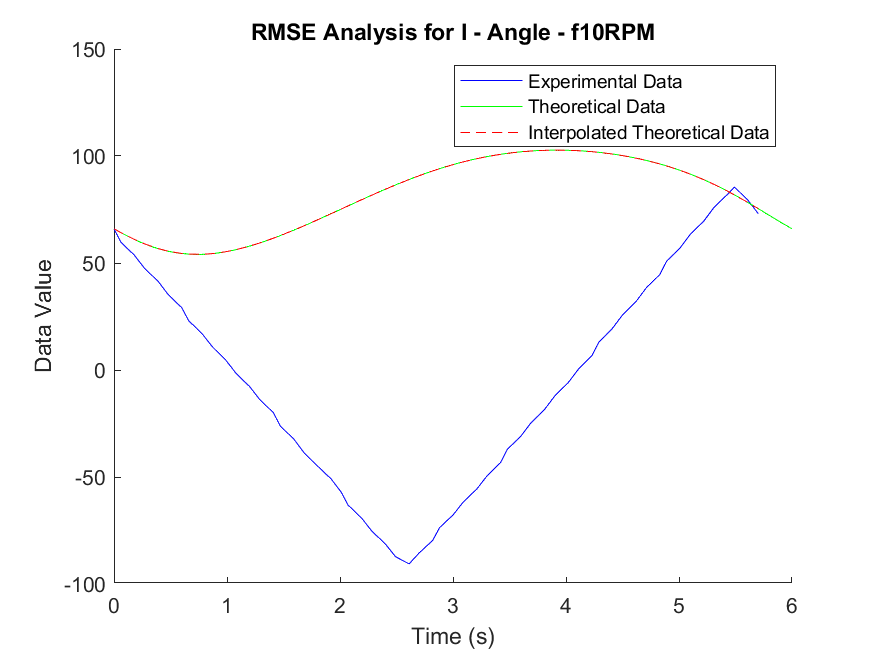 RMSE Analysis for I - Angle - f10RPM
150
100
50
0
-50
-100
Data Value
Experimental Data
Theoretical Data
Interpolated Theoretical Data
0 1 2 3 4 5 6
Time (s)